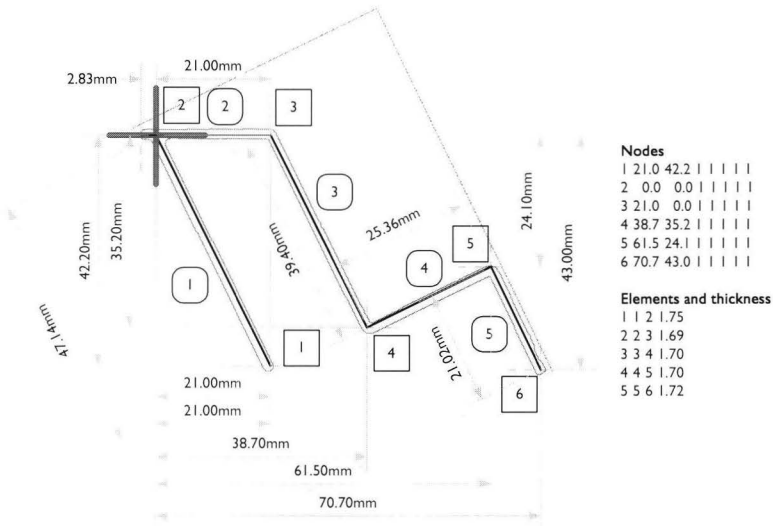 21.00mm
2.83mm
2
2
3
3
25.36mm
24.10mm
43.00mm
42.20mm
35.20mm
39.40mm
5
4
1
47.14mm
1
4
21.02mm
5
6
21.00mm
21.00mm
38.70mm
61.50mm
70.70mm
Nodes
1 21.0 42.2 1 1 1 1 1
2 0.0 0.0 1 1 1 1 1
3 21.0 0.0 1 1 1 1 1
4 38.7 35.2 1 1 1 1 1
5 61.5 24.1 1 1 1 1 1
6 70.7 43.0 1 1 1 1 1
Elements and thickness
1 1 2 1.75
2 2 3 1.69
3 3 4 1.70
4 4 5 1.70
5 5 6 1.72